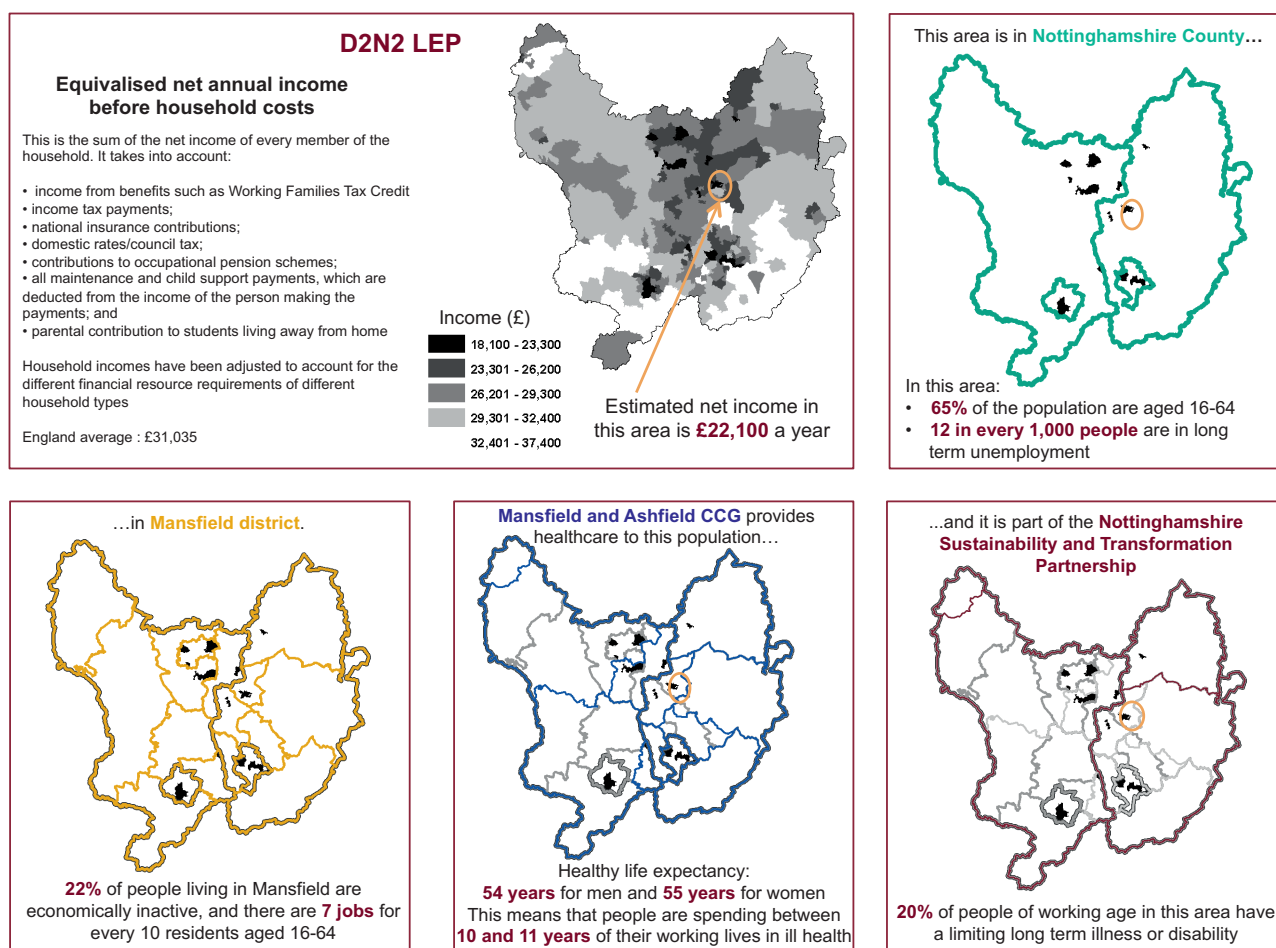 D2N2 LEP
Equivalised net annual income
before household costs
This is the sum of the net income of every member of the
household. It takes into account:
• income from benefits such as Working Families Tax Credit
• income tax payments;
• national insurance contributions;
• domestic rates/council tax;
• contributions to occupational pension schemes;
• all maintenance and child support payments, which are
deducted from the income of the person making the
payments; and
• parental contribution to students living away from home
Household incomes have been adjusted to account for the
different financial resource requirements of different
household types
England average : £31,035
Income (£)
18,100 - 23,300
23,301 - 26,200
26,201 - 29,300
29,301 - 32,400
32,401 - 37,400
Estimated net income in
this area is £22,100 a year
This area is in Nottinghamshire County...
In this area:
• 65% of the population are aged 16-64
• 12 in every 1,000 people are in long
term unemployment
...in Mansfield district.
22% of people living in Mansfield are
economically inactive, and there are 7 jobs for
every 10 residents aged 16-64
Mansfield and Ashfield CCG provides
healthcare to this population...
Healthy life expectancy:
54 years for men and 55 years for women
This means that people are spending between
10 and 11 years of their working lives in ill health
...and it is part of the Nottinghamshire
Sustainability and Transformation
Partnership
20% of people of working age in this area have
a limiting long term illness or disability